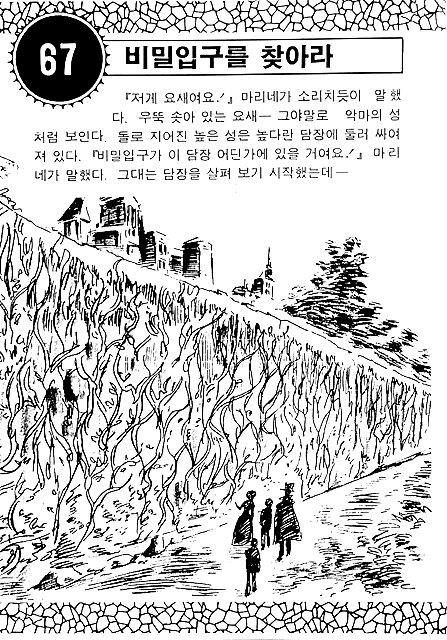 67
비밀입구를 찾아라
『저게 요새여요.!』 마리네가 소리치듯이 말했
다. 우뚝 솟아 있는 요새— 그야말로 악마의 성
처럼 보인다. 돌로 지어진 높은 성은 높다란 담장에 둘러 싸여
져 있다. 『비밀입구가 이 담장 어딘가에 있을 거여요.!』 마리
네가 말했다. 그대는 담장을 살펴 보기 시작했는데—